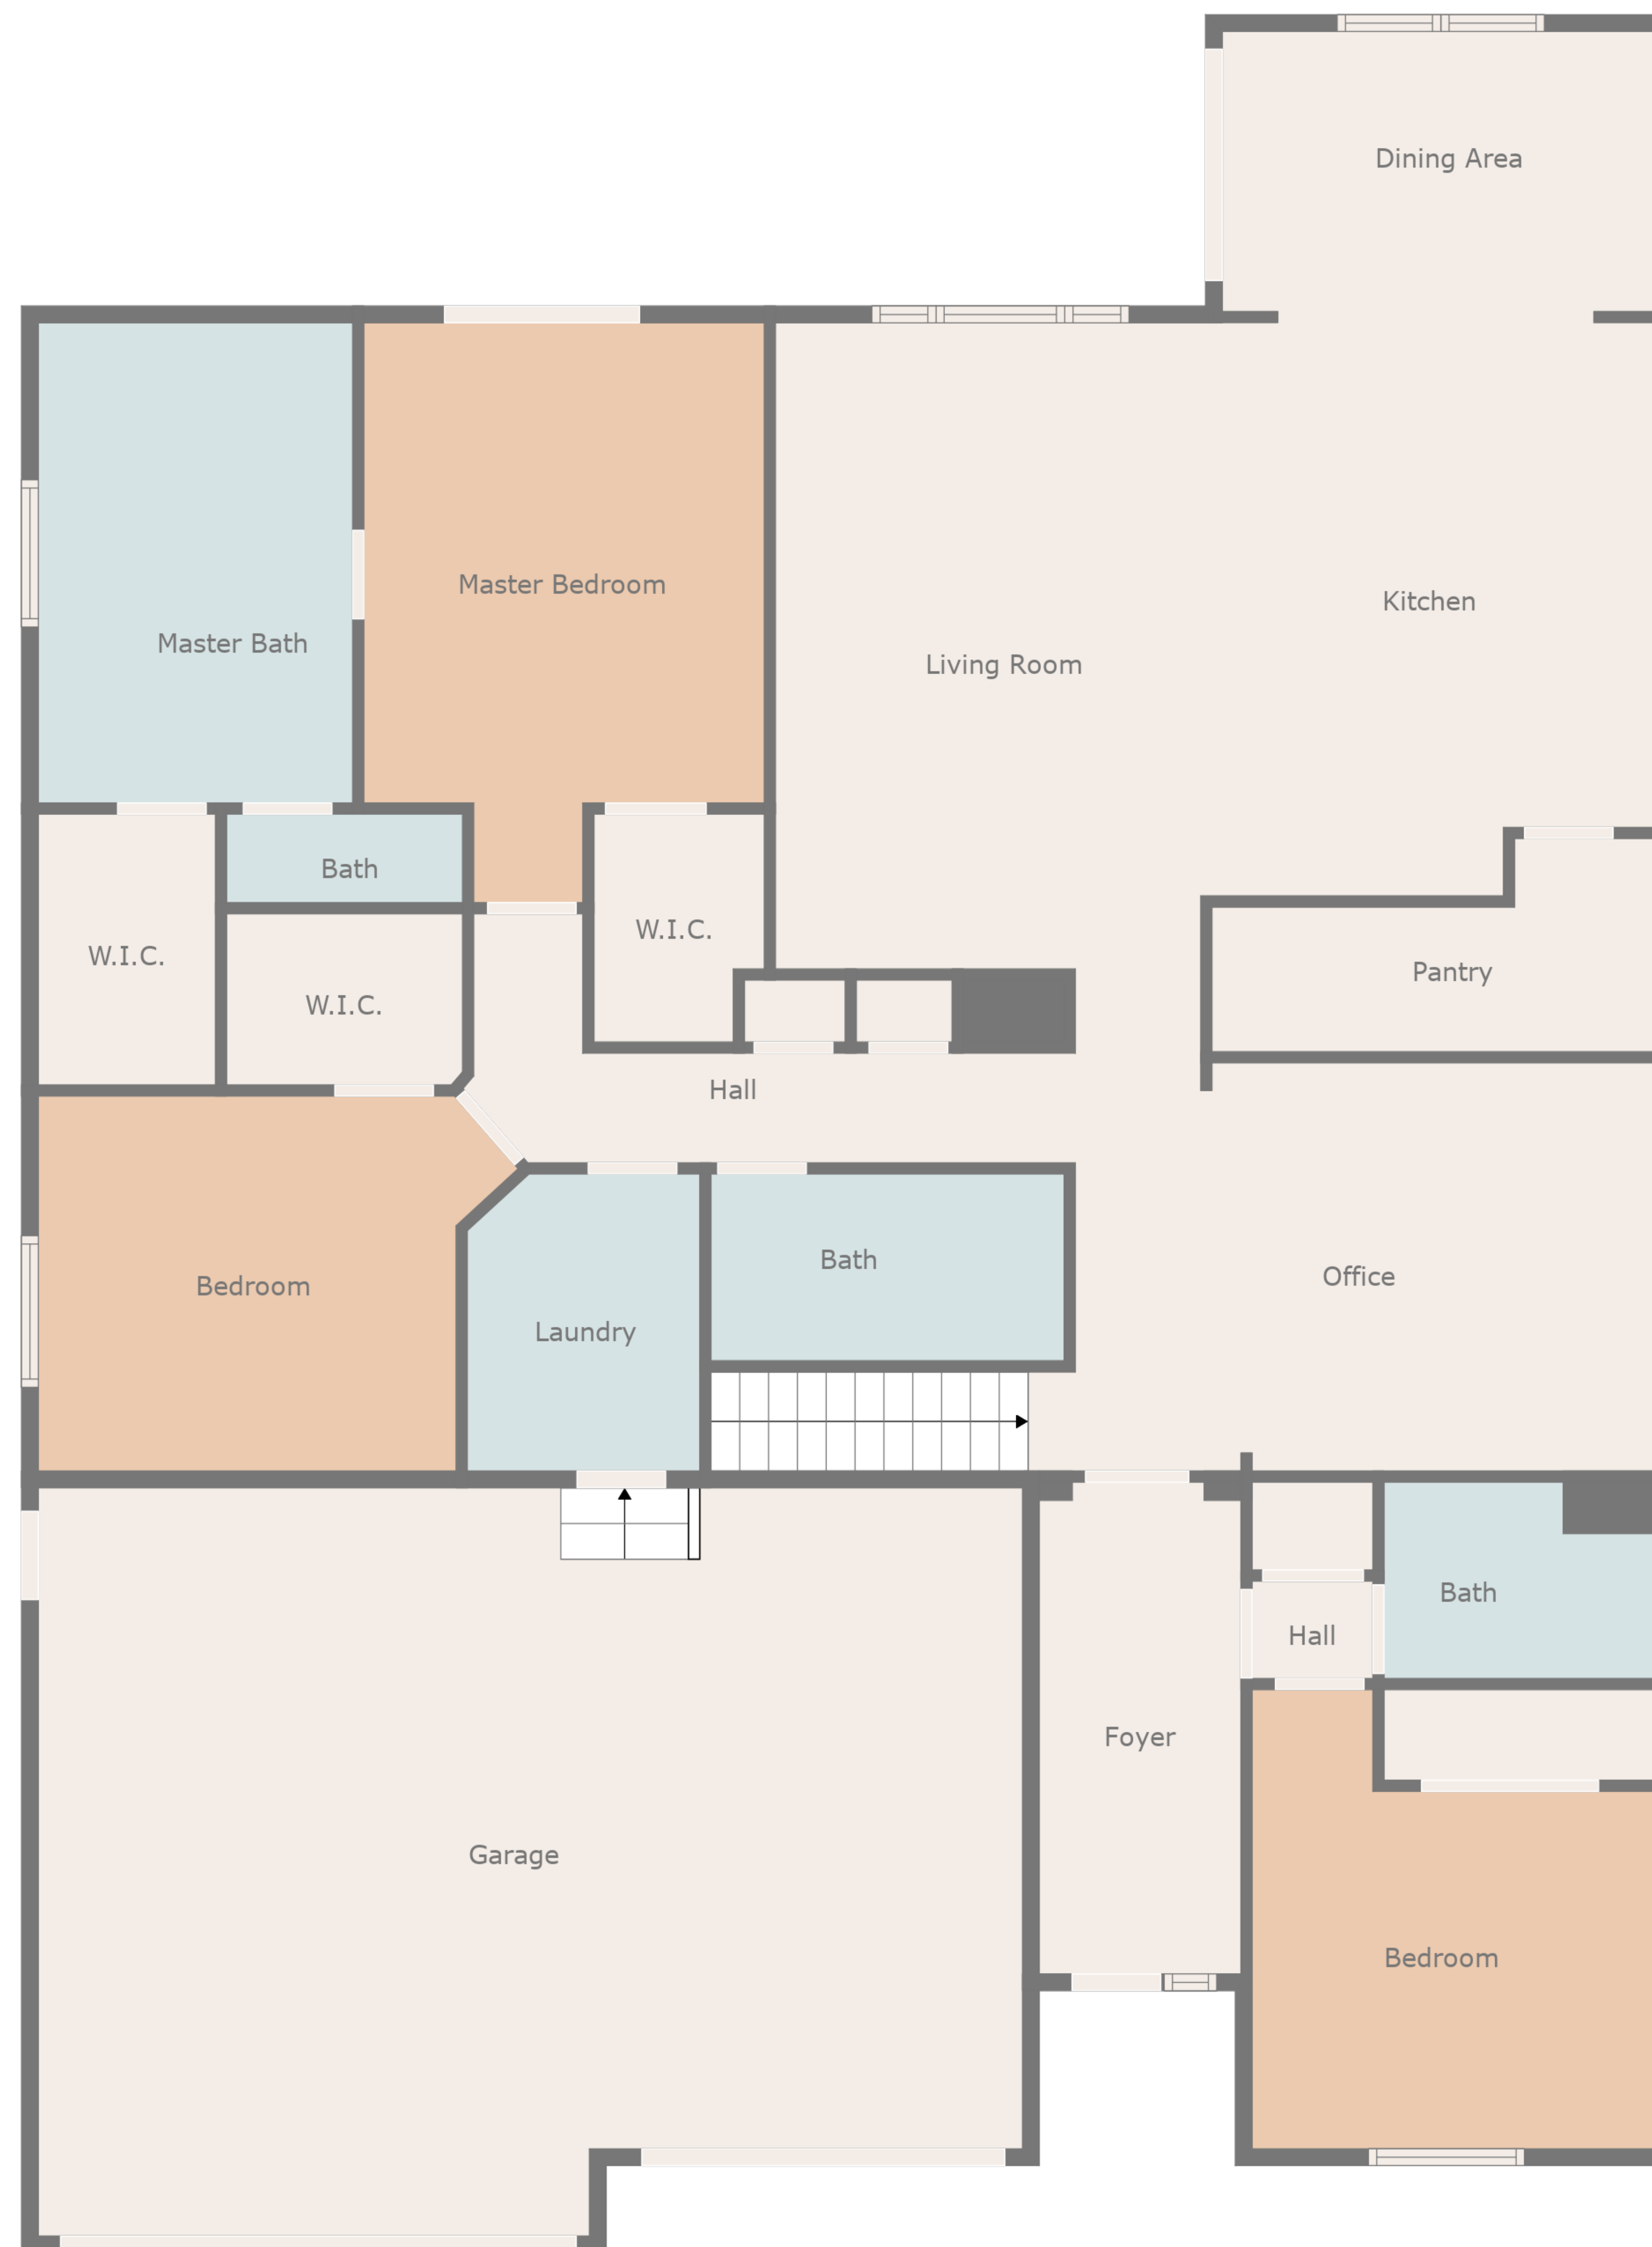 Dining Area
Master Bedroom
Kitchen
Master Bath
Living Room
Bath
W.I.C.
W.I.C.
Pantry
W.I.C.
Hall
Bath
Office
Bedroom
Laundry
Bath
Hall
Foyer
Garage
Bedroom